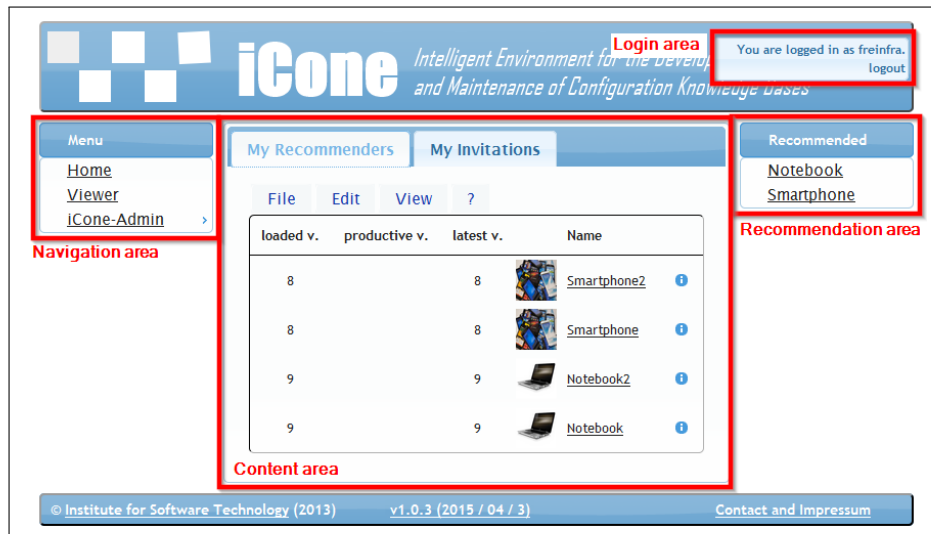 iCone
Intelligent Environment for the Develop
and Maintenance of Configuration Knowledge Bases
Login area
You are logged in as freinfra.
logout
Menu
Home
Viewer
iCone-Admin
Navigation area
My Recommenders My Invitations
File Edit View ?
loaded v. productive v. latest v. Name
8 8 Smartphone2
8 8 Smartphone
9 9 Notebook2
9 9 Notebook
Content area
Recommended
Notebook
Smartphone
Recommendation area
© Institute for Software Technology (2013) v1.0.3 (2015 / 04 / 3) Contact and Impressum